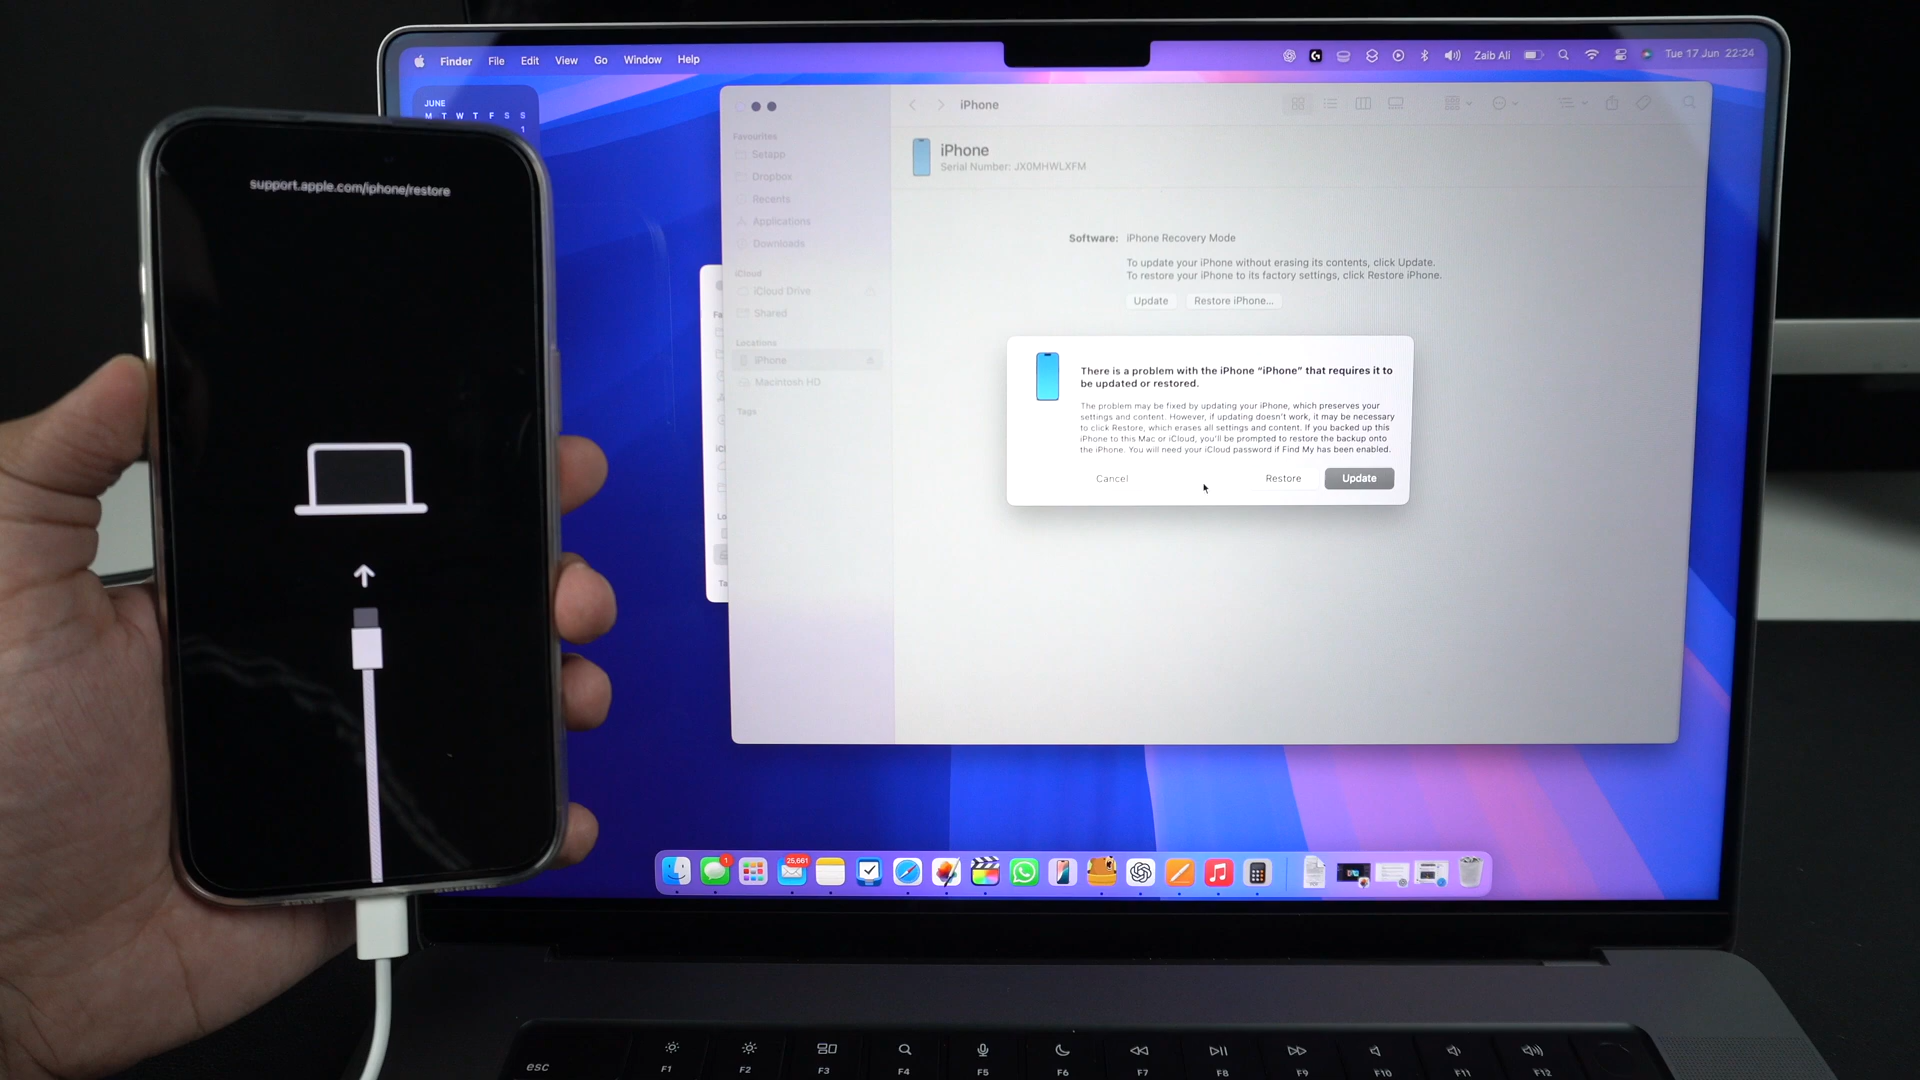 support.apple.com/iphone/restore
Finder File Edit View Go Window Help
Zaib Ali
Tue 17 Jun 22:24
JUNE
M T W T F S S
1
iPhone
Favourites
Setapp
Dropbox
Recents
Applications
Downloads
iCloud
iCloud Drive
Shared
Locations
iPhone
Macintosh HD
Tags
iPhone
Serial Number: JX0MHWLXFM
Software: iPhone Recovery Mode
To update your iPhone without erasing its contents, click Update.
To restore your iPhone to its factory settings, click Restore iPhone.
Update Restore iPhone...
There is a problem with the iPhone “iPhone” that requires it to
be updated or restored.
The problem may be fixed by updating your iPhone, which preserves your
settings and content. However, if updating doesn't work, it may be necessary
to click Restore, which erases all settings and content. If you backed up this
iPhone to this Mac or iCloud, you'll be prompted to restore the backup onto
the iPhone. You will need your iCloud password if Find My has been enabled.
Cancel Restore Update
1
25,661
esc F1 F2 F3 F4 F5 F6 F7 F8 F9 F10 F11 F12